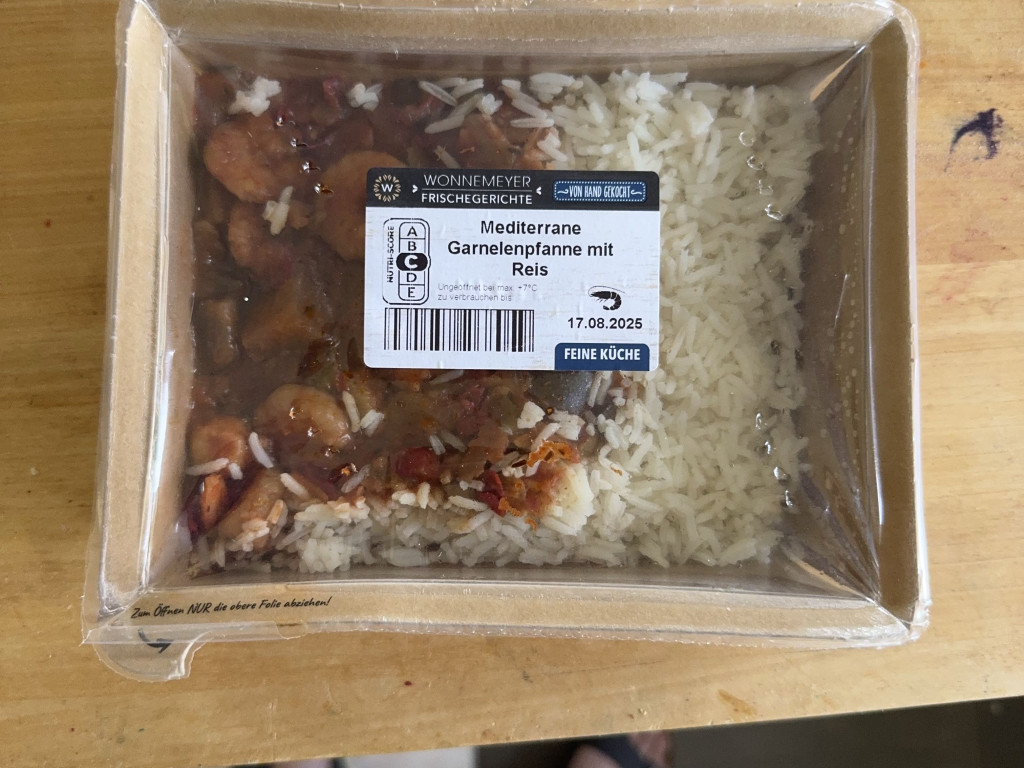 W
WONNEMEYER
FRISCHEGERICHTE
VON HAND GEKOCHT
NUTRI-SCORE
A
B
C
D
E
Mediterrane
Garnelenpfanne mit
Reis
Ungeöffnet bei max. +7°C
zu verbrauchen bis
17.08.2025
FEINE KÜCHE
Zum Öffnen NUR die obere Folie abziehen!